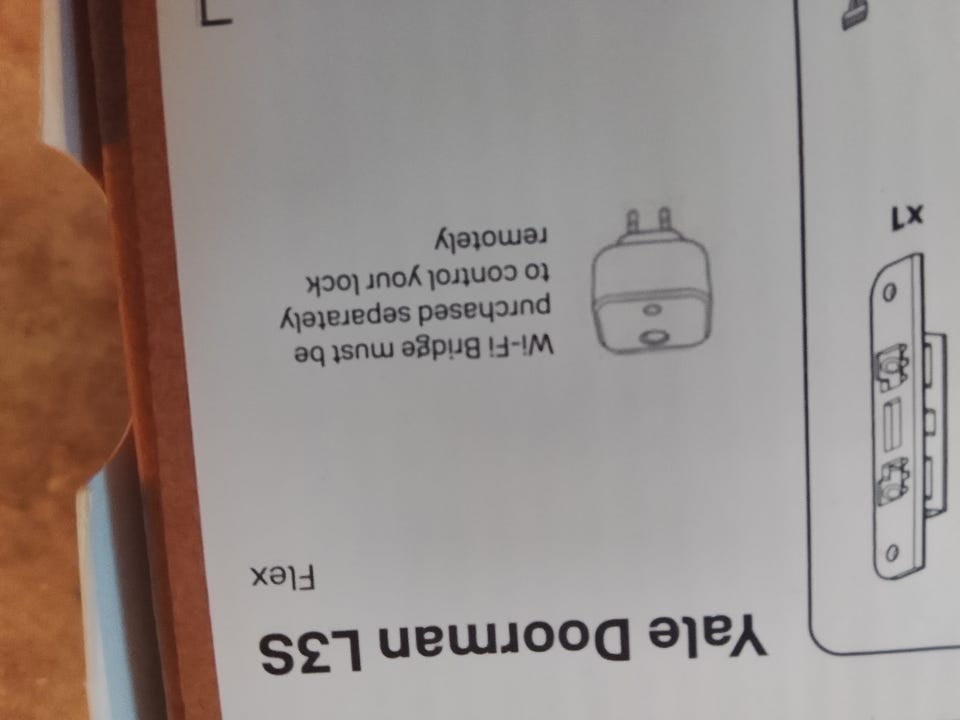 Yale Doorman L3S
Flex
Wi-Fi Bridge must be
purchased separately
to control your lock
remotely
x1